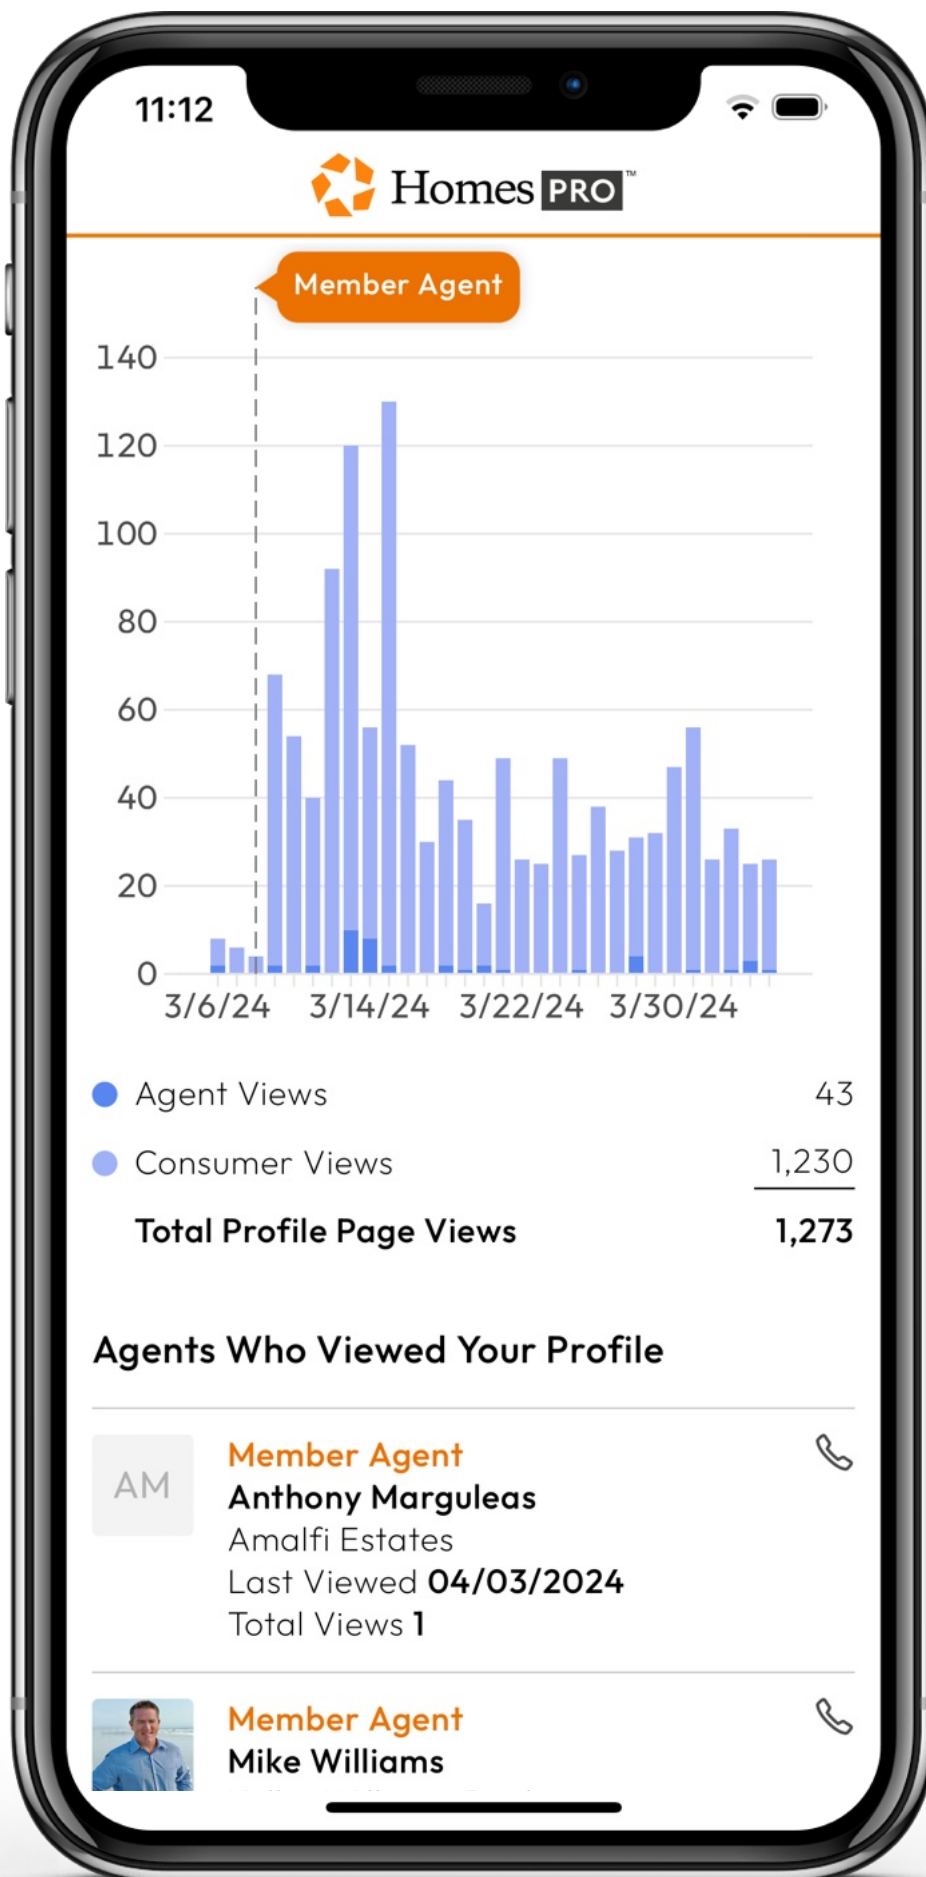 11:12
Homes PRO™
Member Agent
140
120
100
80
60
40
20
0
3/6/24 3/14/24 3/22/24 3/30/24
Agent Views 43
Consumer Views 1,230
Total Profile Page Views 1,273
Agents Who Viewed Your Profile
AM
Member Agent
Anthony Marguleas
Amalfi Estates
Last Viewed 04/03/2024
Total Views 1
Member Agent
Mike Williams